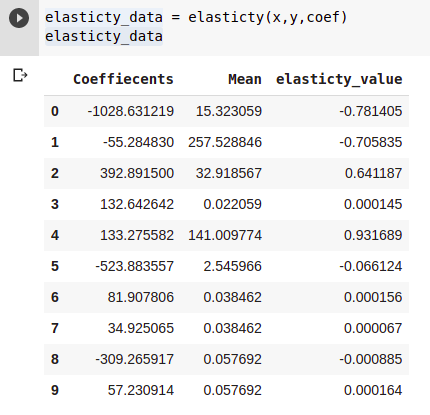 elasticty_data = elasticty(x,y,coef)
elasticty_data
Coeffiecents Mean elasticty_value
0 -1028.631219 15.323059 -0.781405
1 -55.284830 257.528846 -0.705835
2 392.891500 32.918567 0.641187
3 132.642642 0.022059 0.000145
4 133.275582 141.009774 0.931689
5 -523.883557 2.545966 -0.066124
6 81.907806 0.038462 0.000156
7 34.925065 0.038462 0.000067
8 -309.265917 0.057692 -0.000885
9 57.230914 0.057692 0.000164